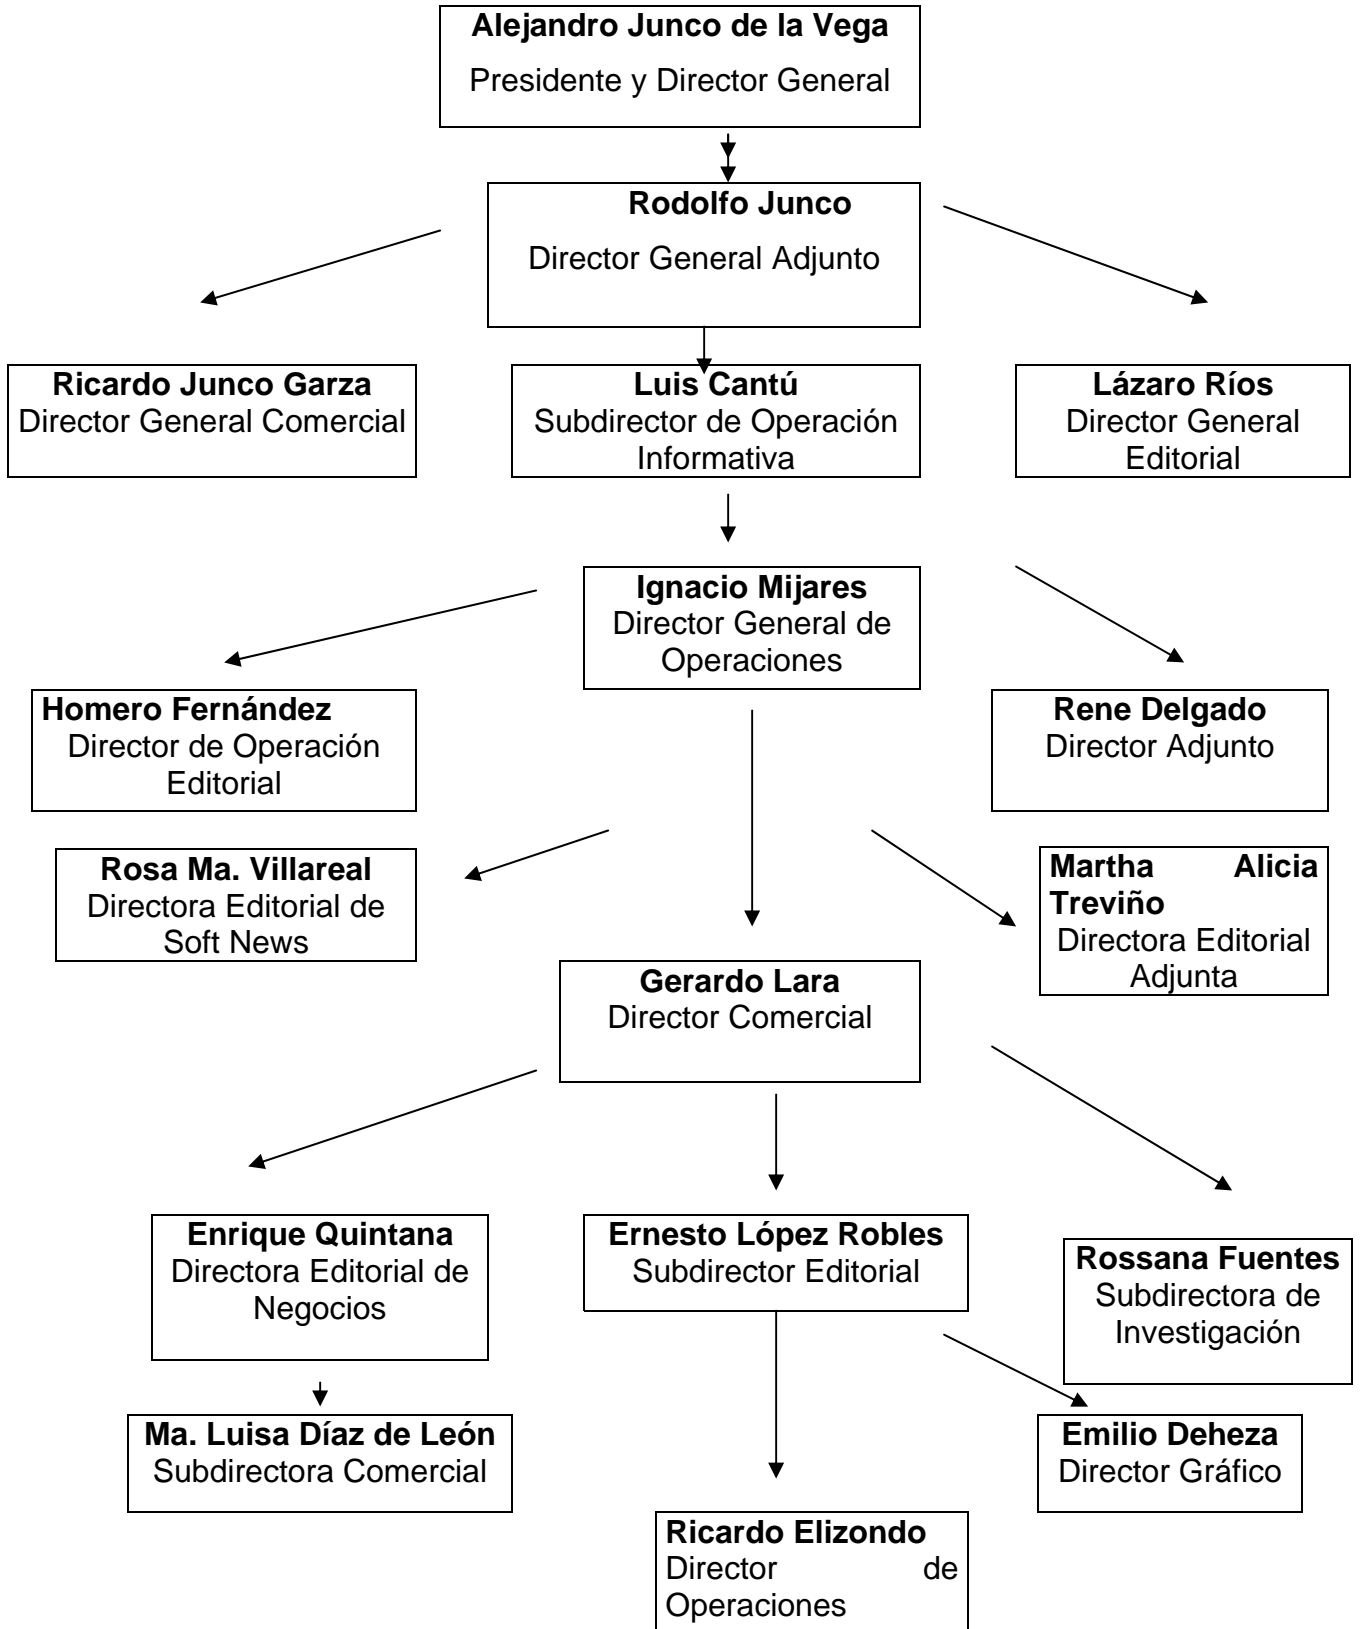 Alejandro Junco de la Vega
Presidente y Director General
Rodolfo Junco
Director General Adjunto
Ricardo Junco Garza
Director General Comercial
Luis Cantú
Subdirector de Operación
Informativa
Lázaro Ríos
Director General
Editorial
Ignacio Mijares
Director General de
Operaciones
Homero Fernández
Director de Operación
Editorial
Rene Delgado
Director Adjunto
Rosa Ma. Villareal
Directora Editorial de
Soft News
Martha Alicia
Treviño
Directora Editorial
Adjunta
Gerardo Lara
Director Comercial
Enrique Quintana
Directora Editorial de
Negocios
Ernesto López Robles
Subdirector Editorial
Rossana Fuentes
Subdirectora de
Investigación
Ma. Luisa Díaz de León
Subdirectora Comercial
Emilio Deheza
Director Gráfico
Ricardo Elizondo
Director de
Operaciones